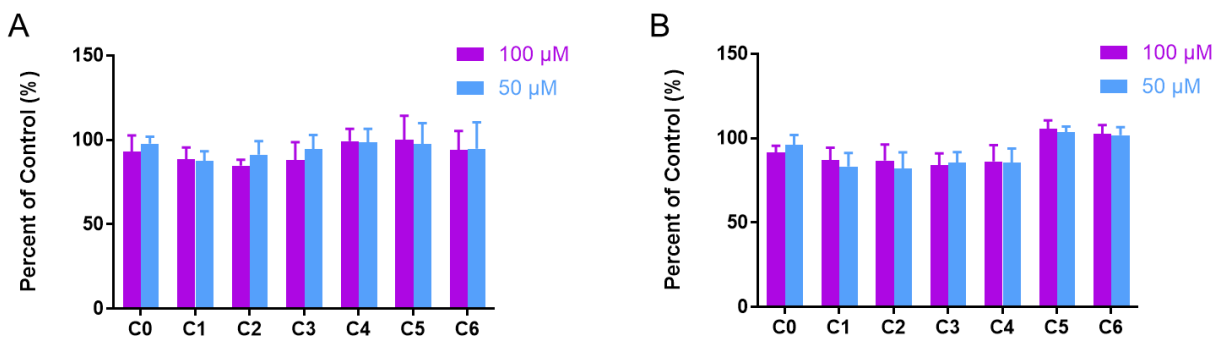 A
Percent of Control (%)
150
100
50
0
C0 C1 C2 C3 C4 C5 C6
100 µM
50 µM
B
Percent of Control (%)
150
100
50
0
C0 C1 C2 C3 C4 C5 C6
100 µM
50 µM